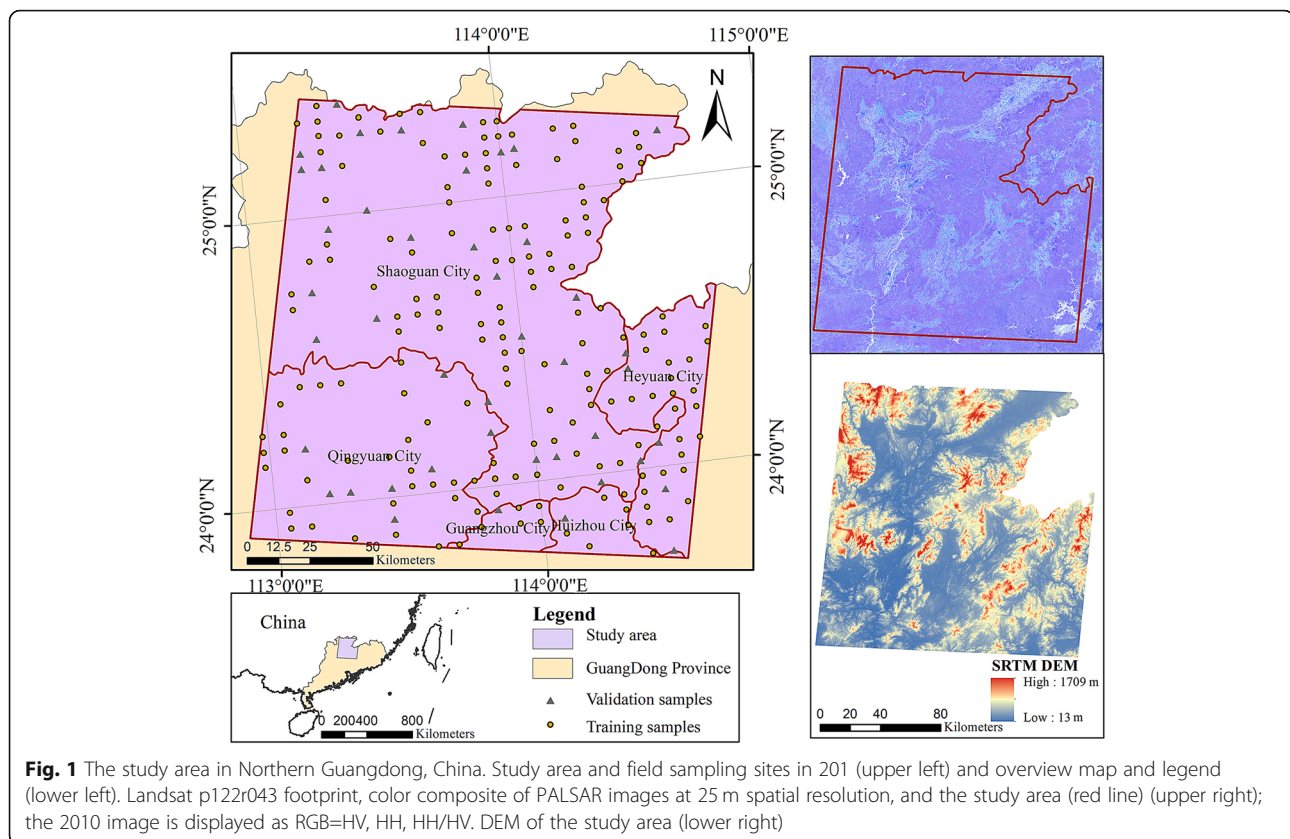 114°0'0"E
115°0'0"E
N
25°0'0"N
25°0'0"N
Shaoguan City
Heyuan City
Qingyuan City
24°0'0"N
24°0'0"N
Guangzhou City
Huizhou City
0 12.5 25 50
Kilometers
113°0'0"E
114°0'0"E
China
0 200400 800
Kilometers
Legend
Study area
GuangDong Province
Validation samples
Training samples
SRTM DEM
High : 1709 m
Low : 13 m
0 20 40 80
Kilometers
Fig. 1 The study area in Northern Guangdong, China. Study area and field sampling sites in 201 (upper left) and overview map and legend
(lower left). Landsat p122r043 footprint, color composite of PALSAR images at 25 m spatial resolution, and the study area (red line) (upper right);
the 2010 image is displayed as RGB=HV, HH, HH/HV. DEM of the study area (lower right)